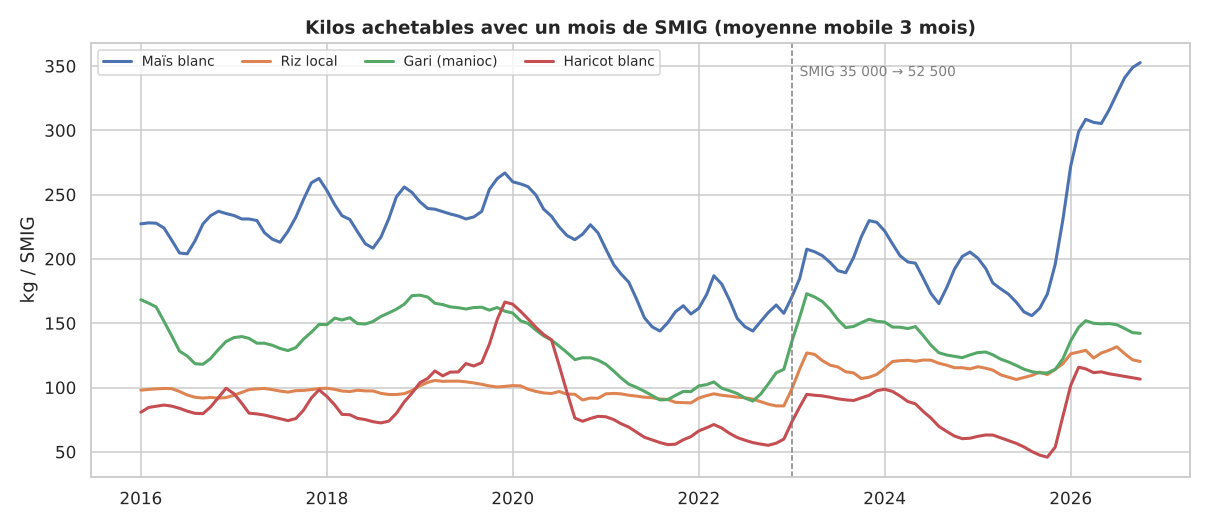 Kilos achetables avec un mois de SMIG (moyenne mobile 3 mois)
Maïs blanc
Riz local
Gari (manioc)
Haricot blanc
SMIG 35 000 → 52 500
kg / SMIG
350
300
250
200
150
100
50
2016
2018
2020
2022
2024
2026